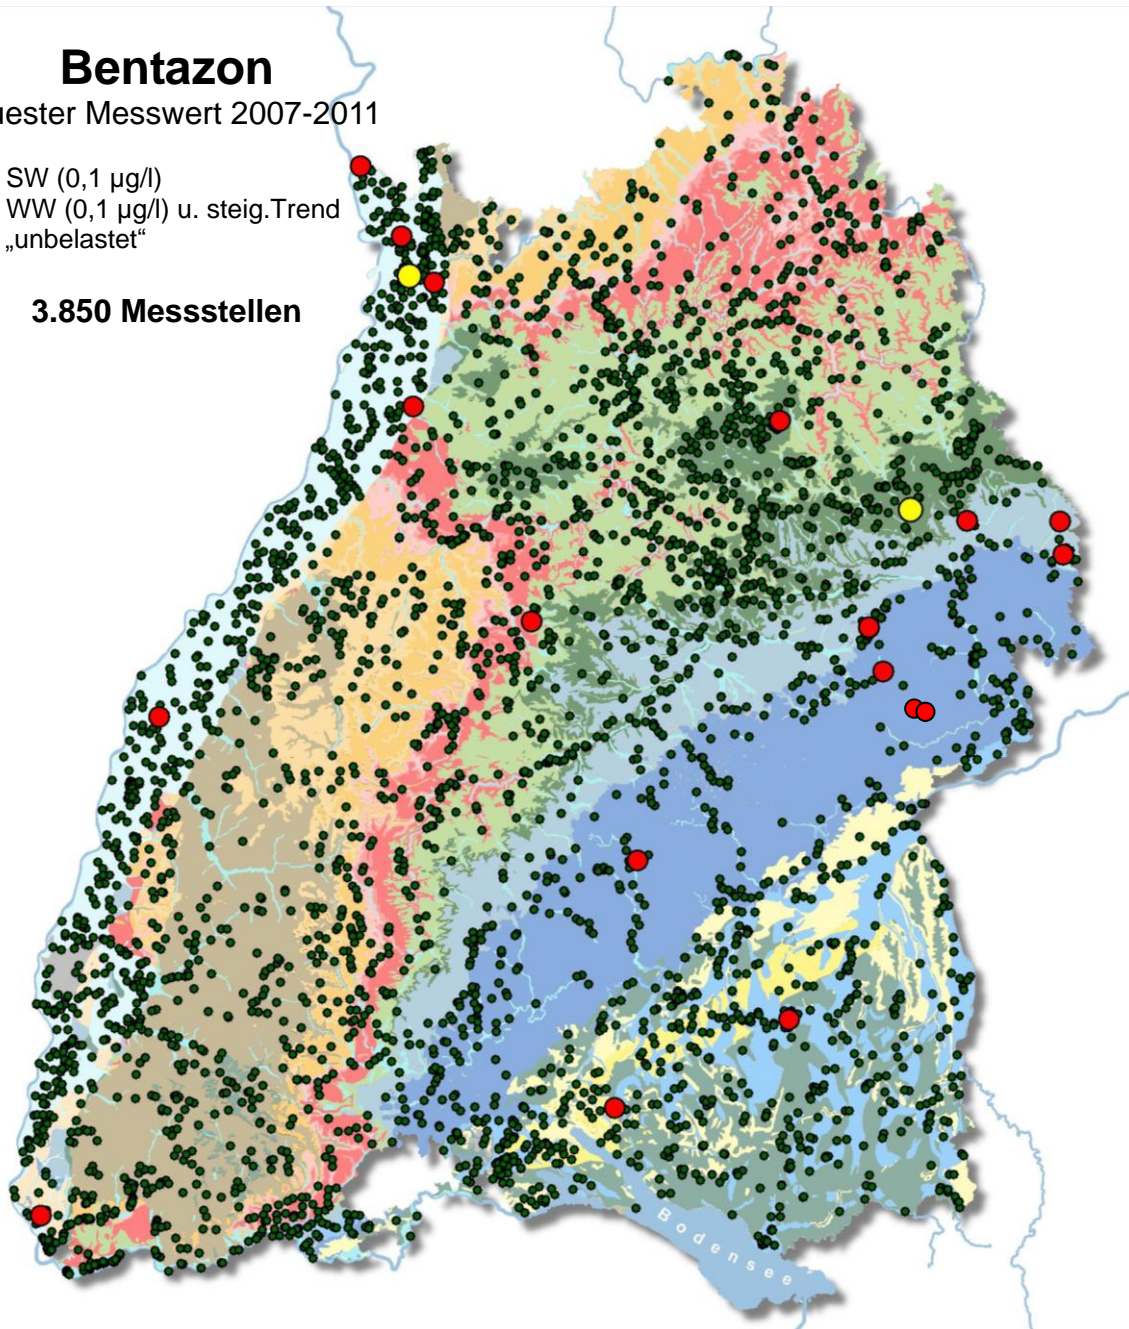 Bentazon
uester Messwert 2007-2011
SW (0,1 µg/l)
WW (0,1 µg/l) u. steig.Trend
„unbelastet“
3.850 Messstellen
Bodensee